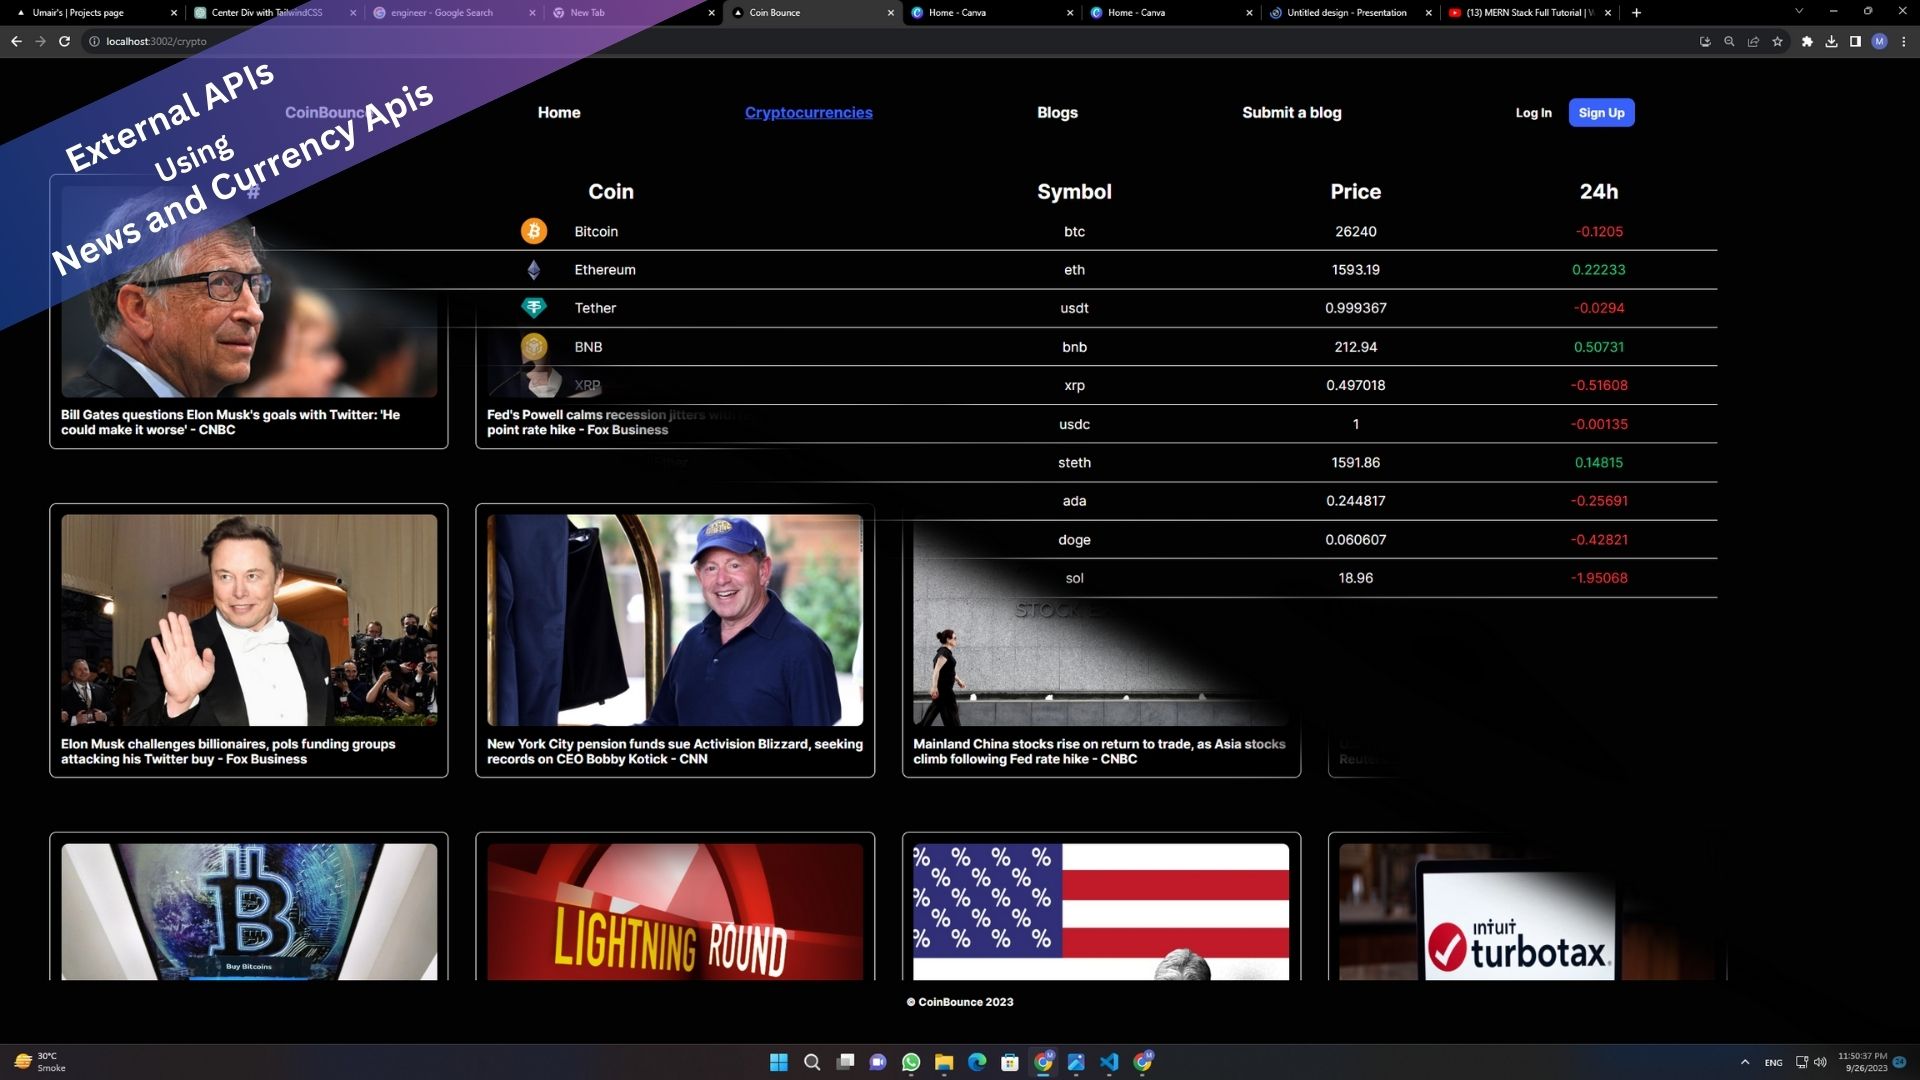 Umair's | Projects page
Center Div with TailwindCSS
engineer - Google Search
New Tab
Coin Bounce
Home - Canva
Home - Canva
Untitled design - Presentation
(13) MERN Stack Full Tutorial |
localhost:3002/crypto
M
External APIs
Using
News and Currency Apis
CoinBounce
Home
Cryptocurrencies
Blogs
Submit a blog
Log In
Sign Up
# Coin Symbol Price 24h
1 Bitcoin btc 26240 -0.1205
Ethereum eth 1593.19 0.22233
Tether usdt 0.999367 -0.0294
BNB bnb 212.94 0.50731
XRP xrp 0.497018 -0.51608
usdc 1 -0.00135
steth 1591.86 0.14815
ada 0.244817 -0.25691
doge 0.060607 -0.42821
sol 18.96 -1.95068
Bill Gates questions Elon Musk's goals with Twitter: 'He
could make it worse' - CNBC
Fed's Powell calms recession jitters with
point rate hike - Fox Business
STOCK E
Elon Musk challenges billionaires, pols funding groups
attacking his Twitter buy - Fox Business
New York City pension funds sue Activision Blizzard, seeking
records on CEO Bobby Kotick - CNN
Mainland China stocks rise on return to trade, as Asia stocks
climb following Fed rate hike - CNBC
Reuters
Buy Bitcoins
LIGHTNING ROUND
% % % %
% % %
% % % %
% % %
% % % %
intuit
turbotax.
© CoinBounce 2023
30°C
Smoke
ENG
11:50:37 PM
9/26/2023